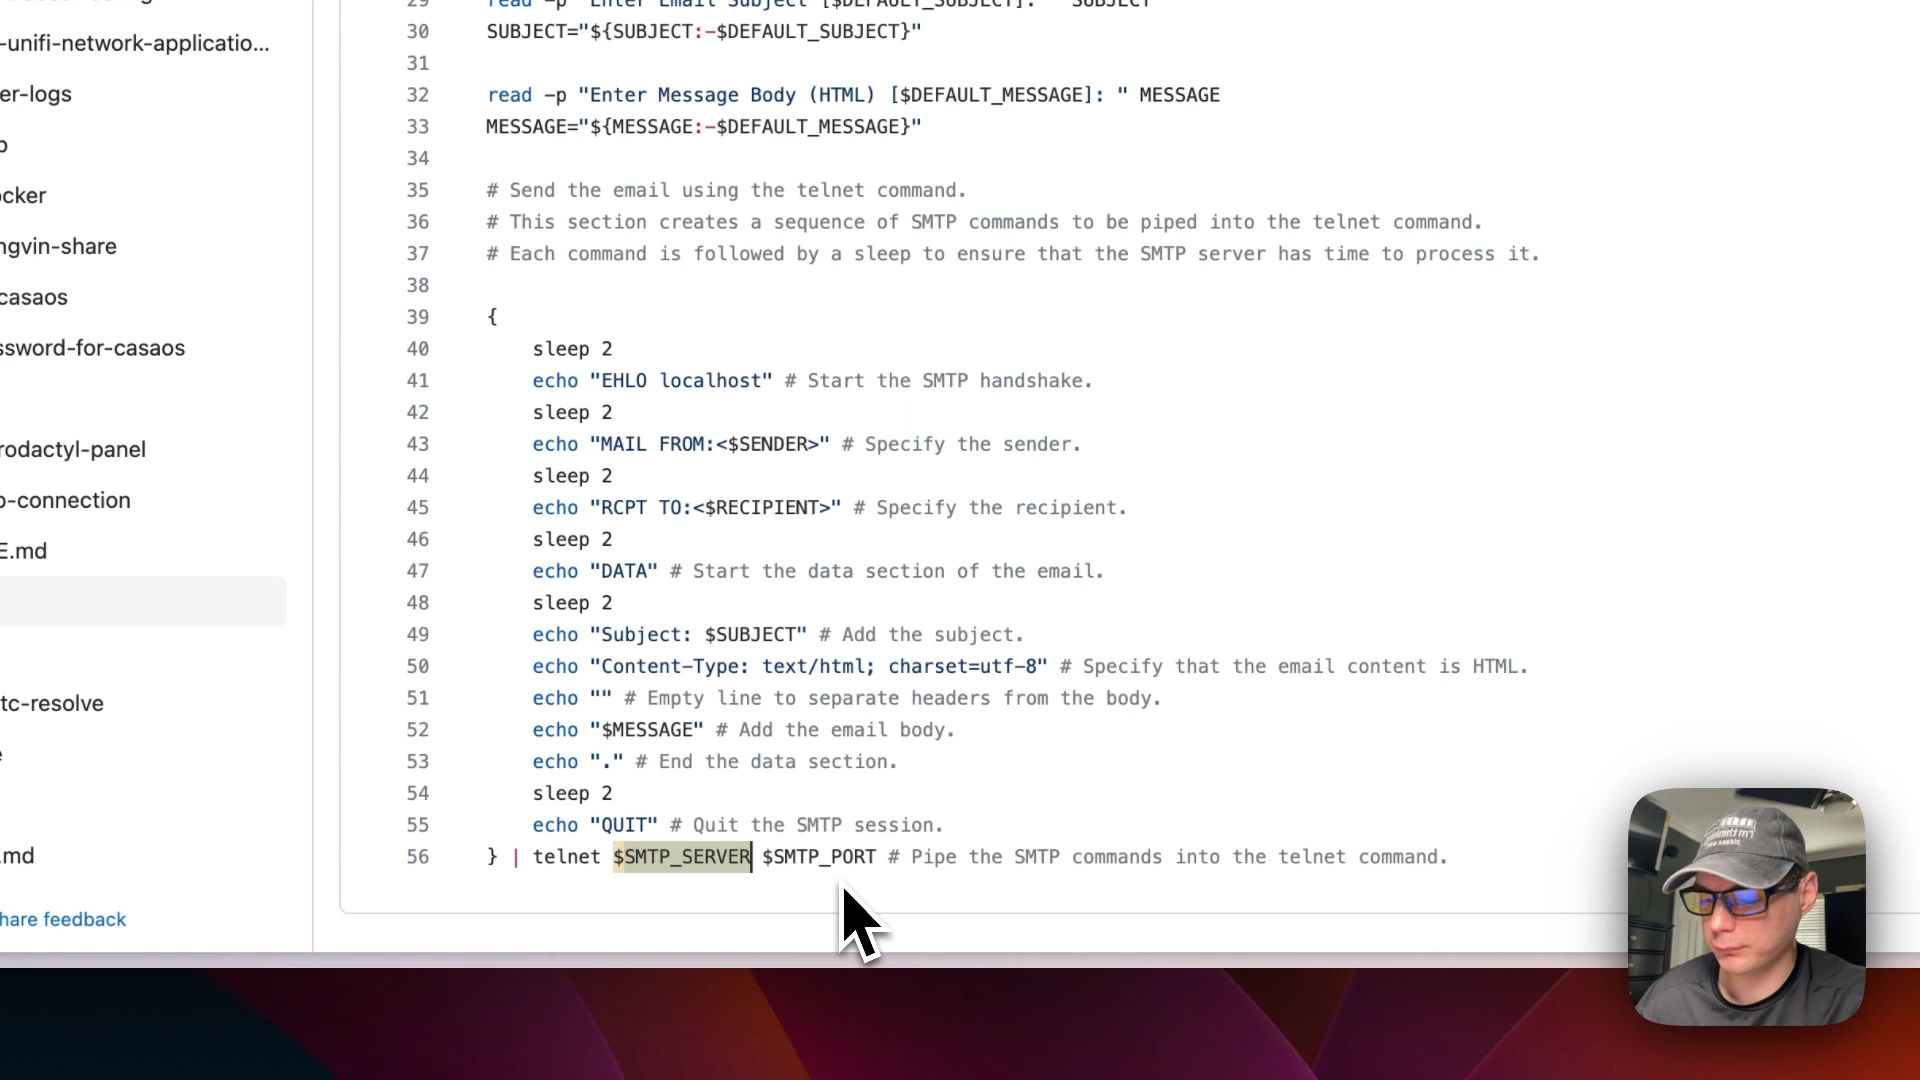 -unifi-network-applicatio...
er-logs
ocker
ngvin-share
casaos
ssword-for-casaos
rodactyl-panel
o-connection
E.md
tc-resolve
.md
hare feedback
29 read -p "Enter Email Subject [$DEFAULT_SUBJECT]: " SUBJECT
30 SUBJECT="${SUBJECT:-$DEFAULT_SUBJECT}"
31
32 read -p "Enter Message Body (HTML) [$DEFAULT_MESSAGE]: " MESSAGE
33 MESSAGE="${MESSAGE:-$DEFAULT_MESSAGE}"
34
35 # Send the email using the telnet command.
36 # This section creates a sequence of SMTP commands to be piped into the telnet command.
37 # Each command is followed by a sleep to ensure that the SMTP server has time to process it.
38
39 {
40 sleep 2
41 echo "EHLO localhost" # Start the SMTP handshake.
42 sleep 2
43 echo "MAIL FROM:<$SENDER>" # Specify the sender.
44 sleep 2
45 echo "RCPT TO:<$RECIPIENT>" # Specify the recipient.
46 sleep 2
47 echo "DATA" # Start the data section of the email.
48 sleep 2
49 echo "Subject: $SUBJECT" # Add the subject.
50 echo "Content-Type: text/html; charset=utf-8" # Specify that the email content is HTML.
51 echo "" # Empty line to separate headers from the body.
52 echo "$MESSAGE" # Add the email body.
53 echo "." # End the data section.
54 sleep 2
55 echo "QUIT" # Quit the SMTP session.
56 } | telnet $SMTP_SERVER $SMTP_PORT # Pipe the SMTP commands into the telnet command.